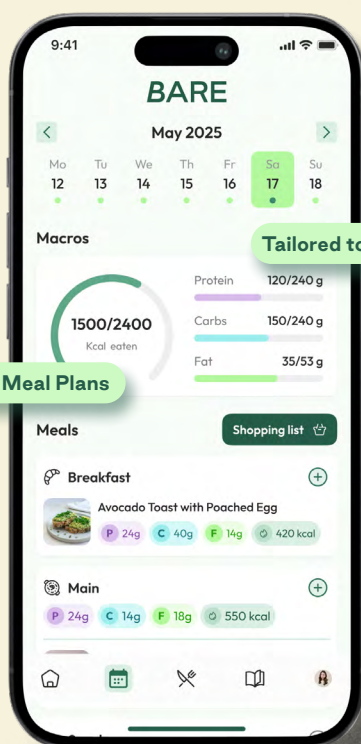 9:41
BARE
May 2025
Mo Tu We Th Fr Sa Su
12 13 14 15 16 17 18
Macros
Tailored to
Protein 120/240 g
1500/2400
Kcal eaten
Carbs 150/240 g
Fat 35/53 g
Meal Plans
Meals
Shopping list
Breakfast
Avocado Toast with Poached Egg
P 24g C 40g F 14g 420 kcal
Main
P 24g C 14g F 18g 550 kcal